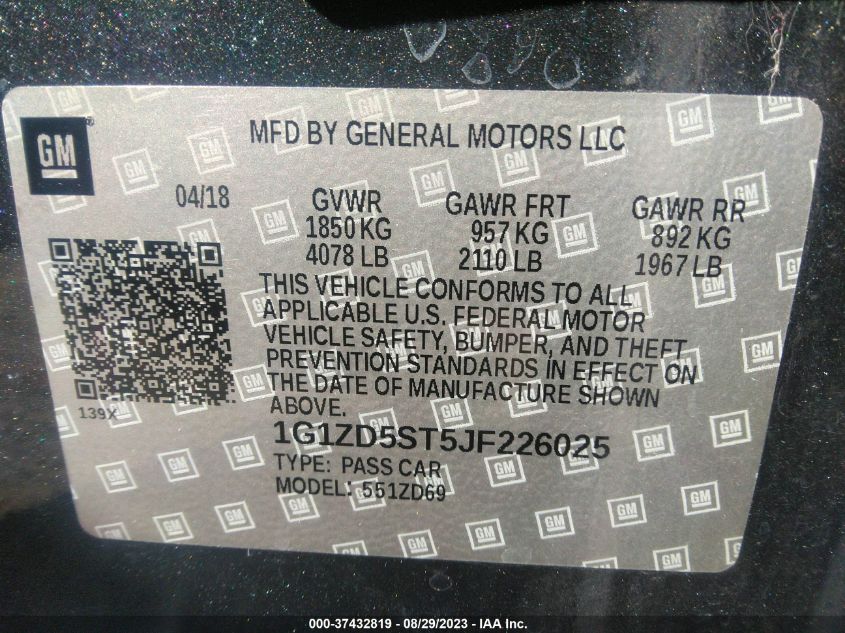 GM
MFD BY GENERAL MOTORS LLC
04/18 GVWR GAWR FRT GAWR RR
1850 KG 957 KG 892 KG
4078 LB 2110 LB 1967 LB
THIS VEHICLE CONFORMS TO ALL
APPLICABLE U.S. FEDERAL MOTOR
VEHICLE SAFETY, BUMPER, AND THEFT
PREVENTION STANDARDS IN EFFECT ON
THE DATE OF MANUFACTURE SHOWN
ABOVE.
139X
1G1ZD5ST5JF226025
TYPE: PASS CAR
MODEL: 551ZD69
000-37432819 - 08/29/2023 - IAA Inc.